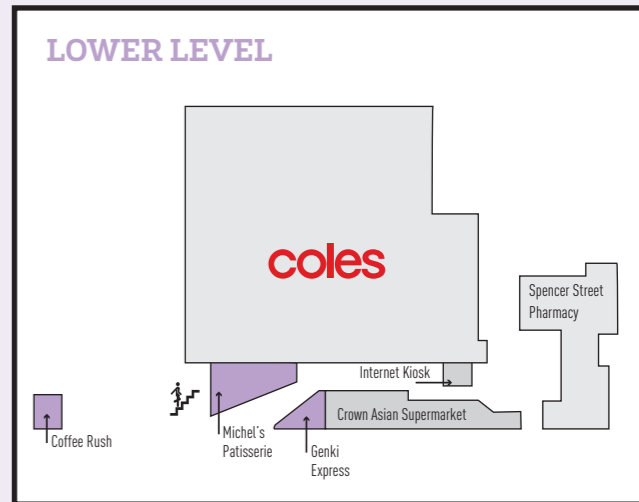 LOWER LEVEL
coles
Spencer Street
Pharmacy
Internet Kiosk
Crown Asian Supermarket
Coffee Rush
Michel's
Patisserie
Genki
Express